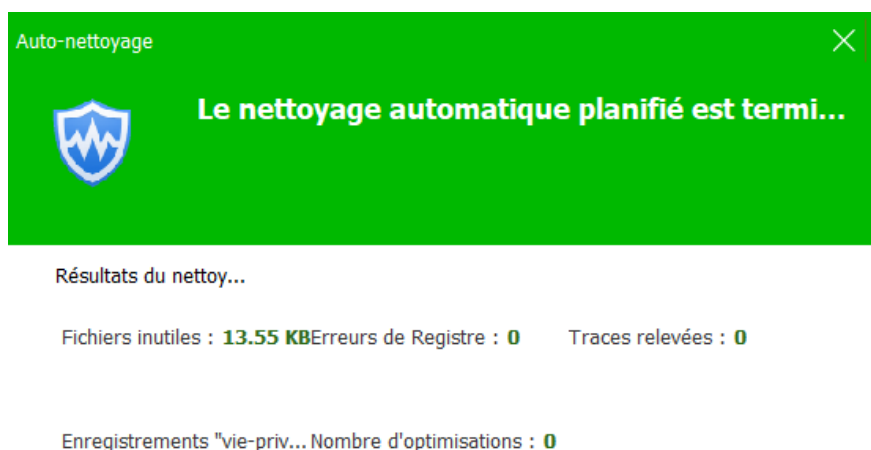 Auto-nettoyage
Le nettoyage automatique planifié est termi...
Résultats du nettoy...
Fichiers inutiles : 13.55 KBErreurs de Registre : 0 Traces relevées : 0
Enregistrements "vie-priv... Nombre d'optimisations : 0